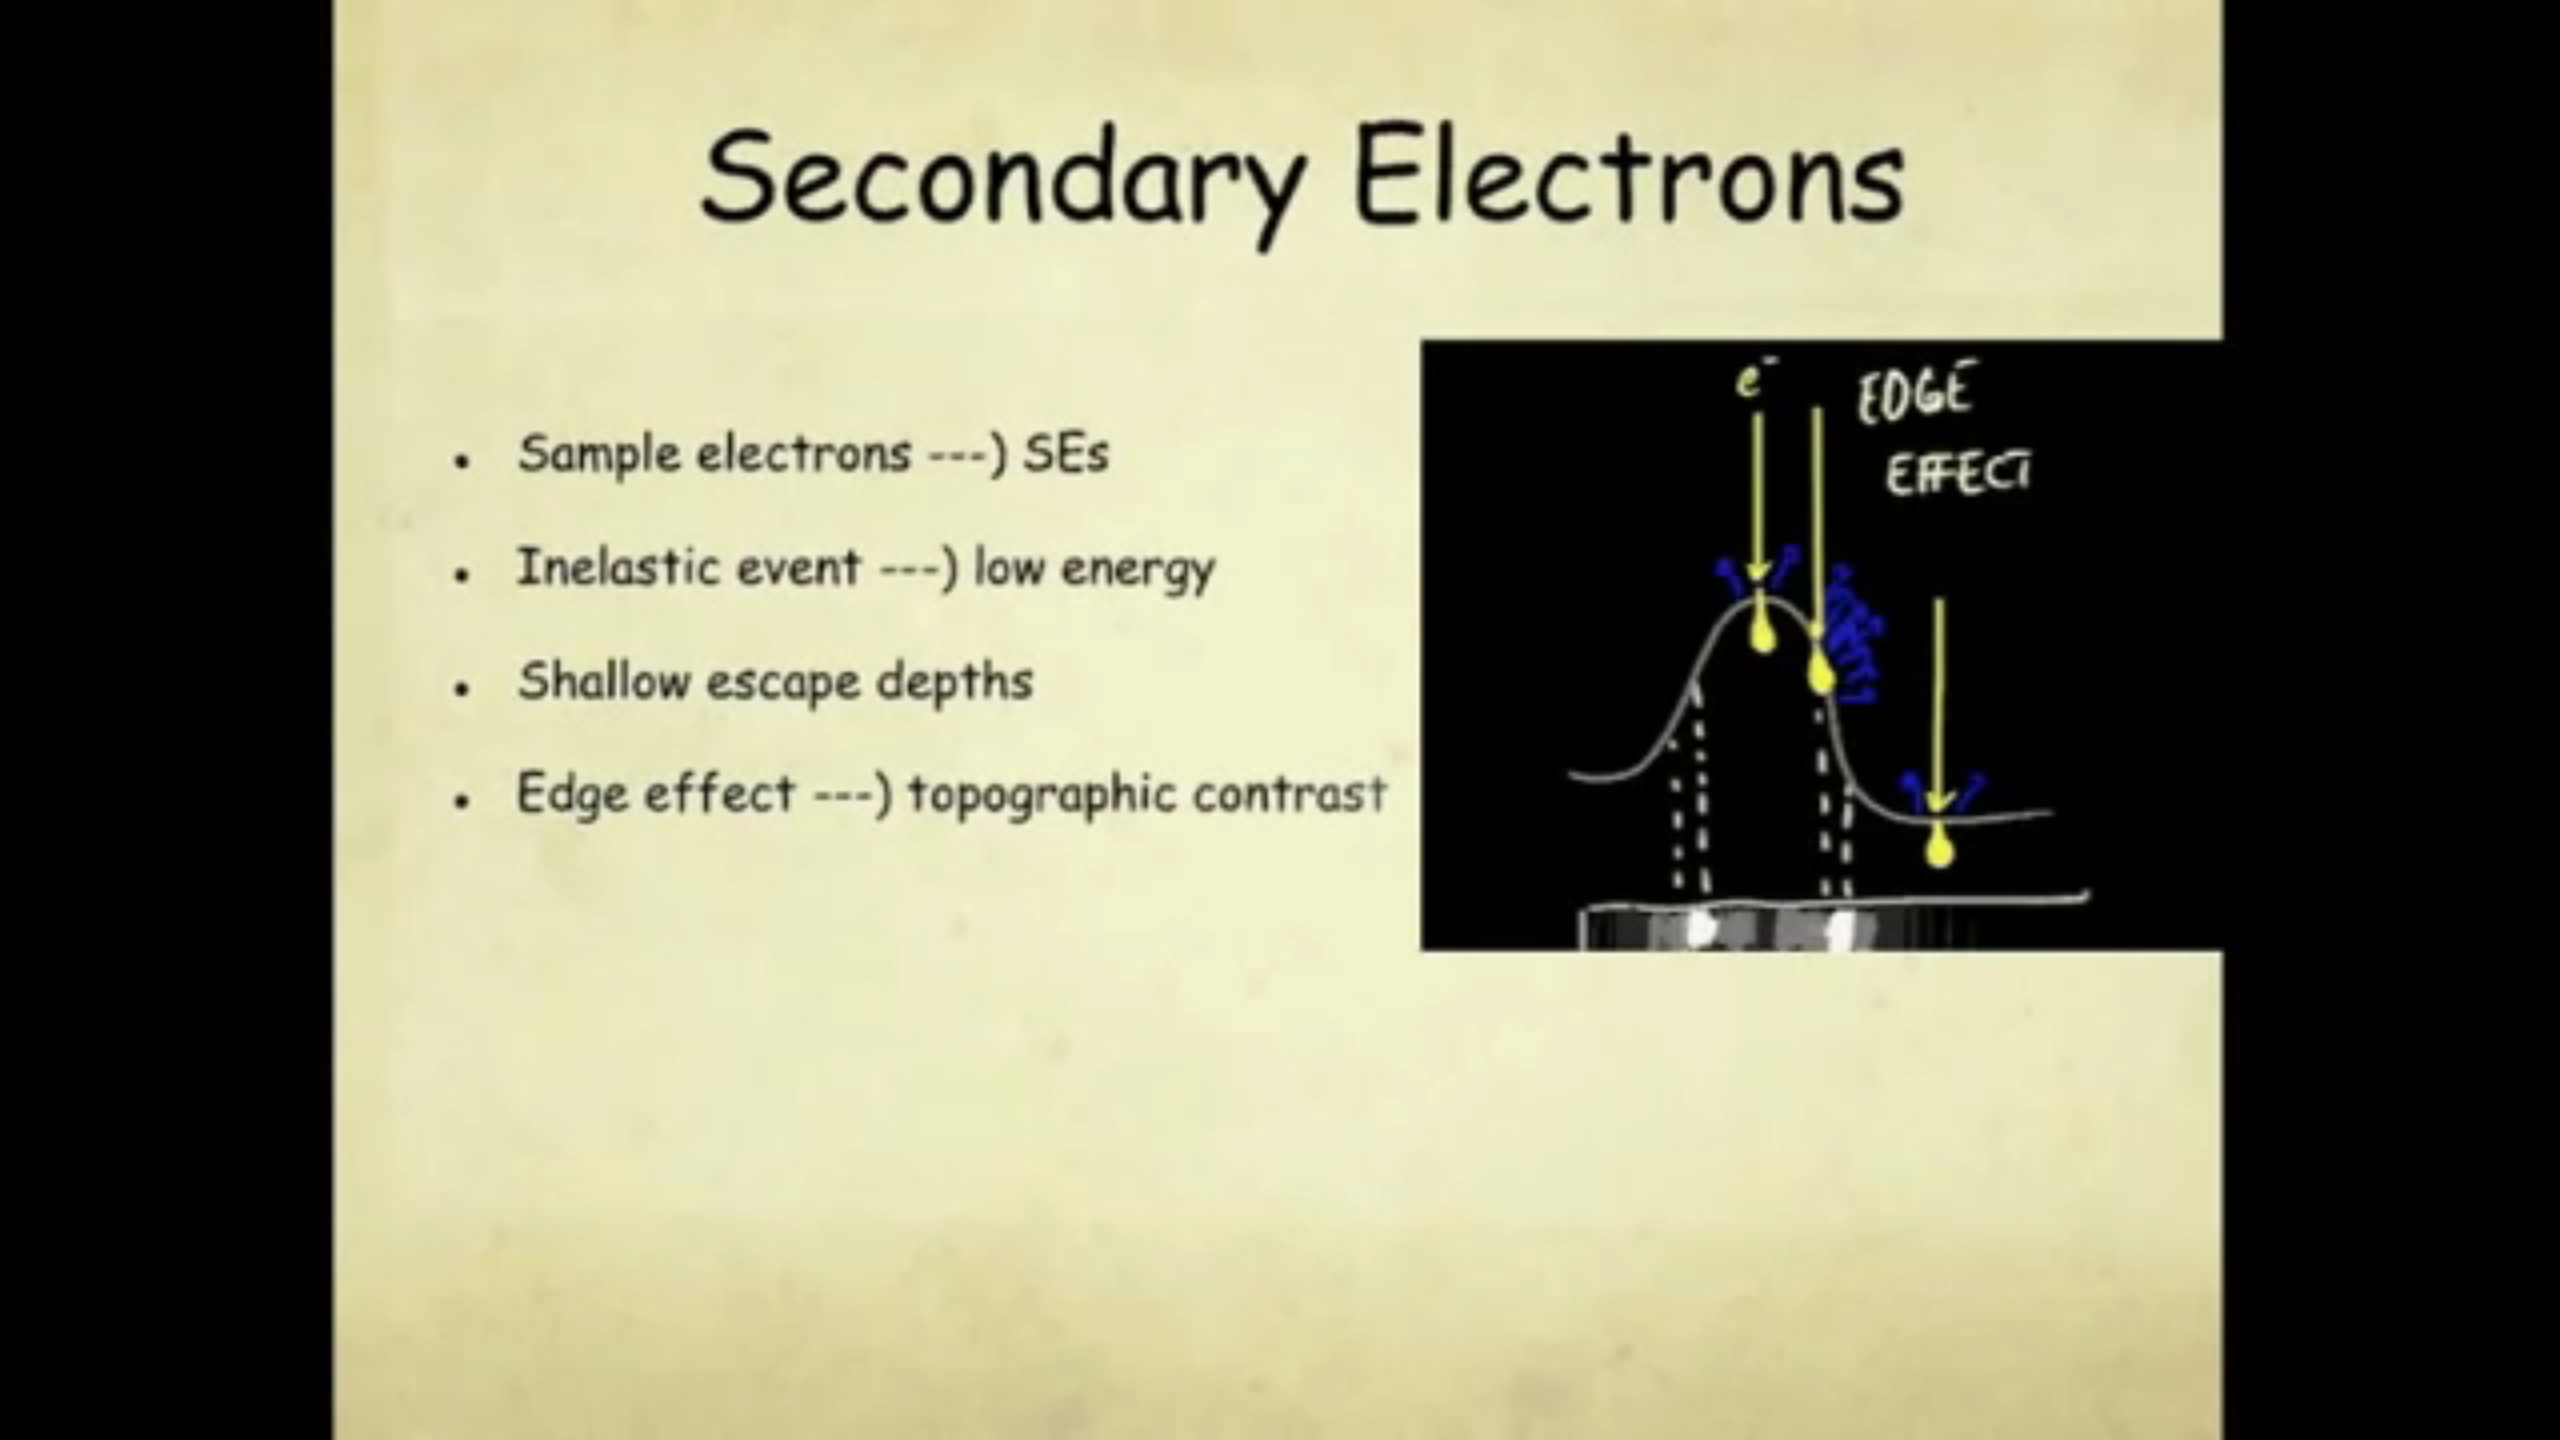 Secondary Electrons
• Sample electrons ---) SEs
• Inelastic event ---) low energy
• Shallow escape depths
• Edge effect ---) topographic contrast
e⁻ EDGE
EFFECT